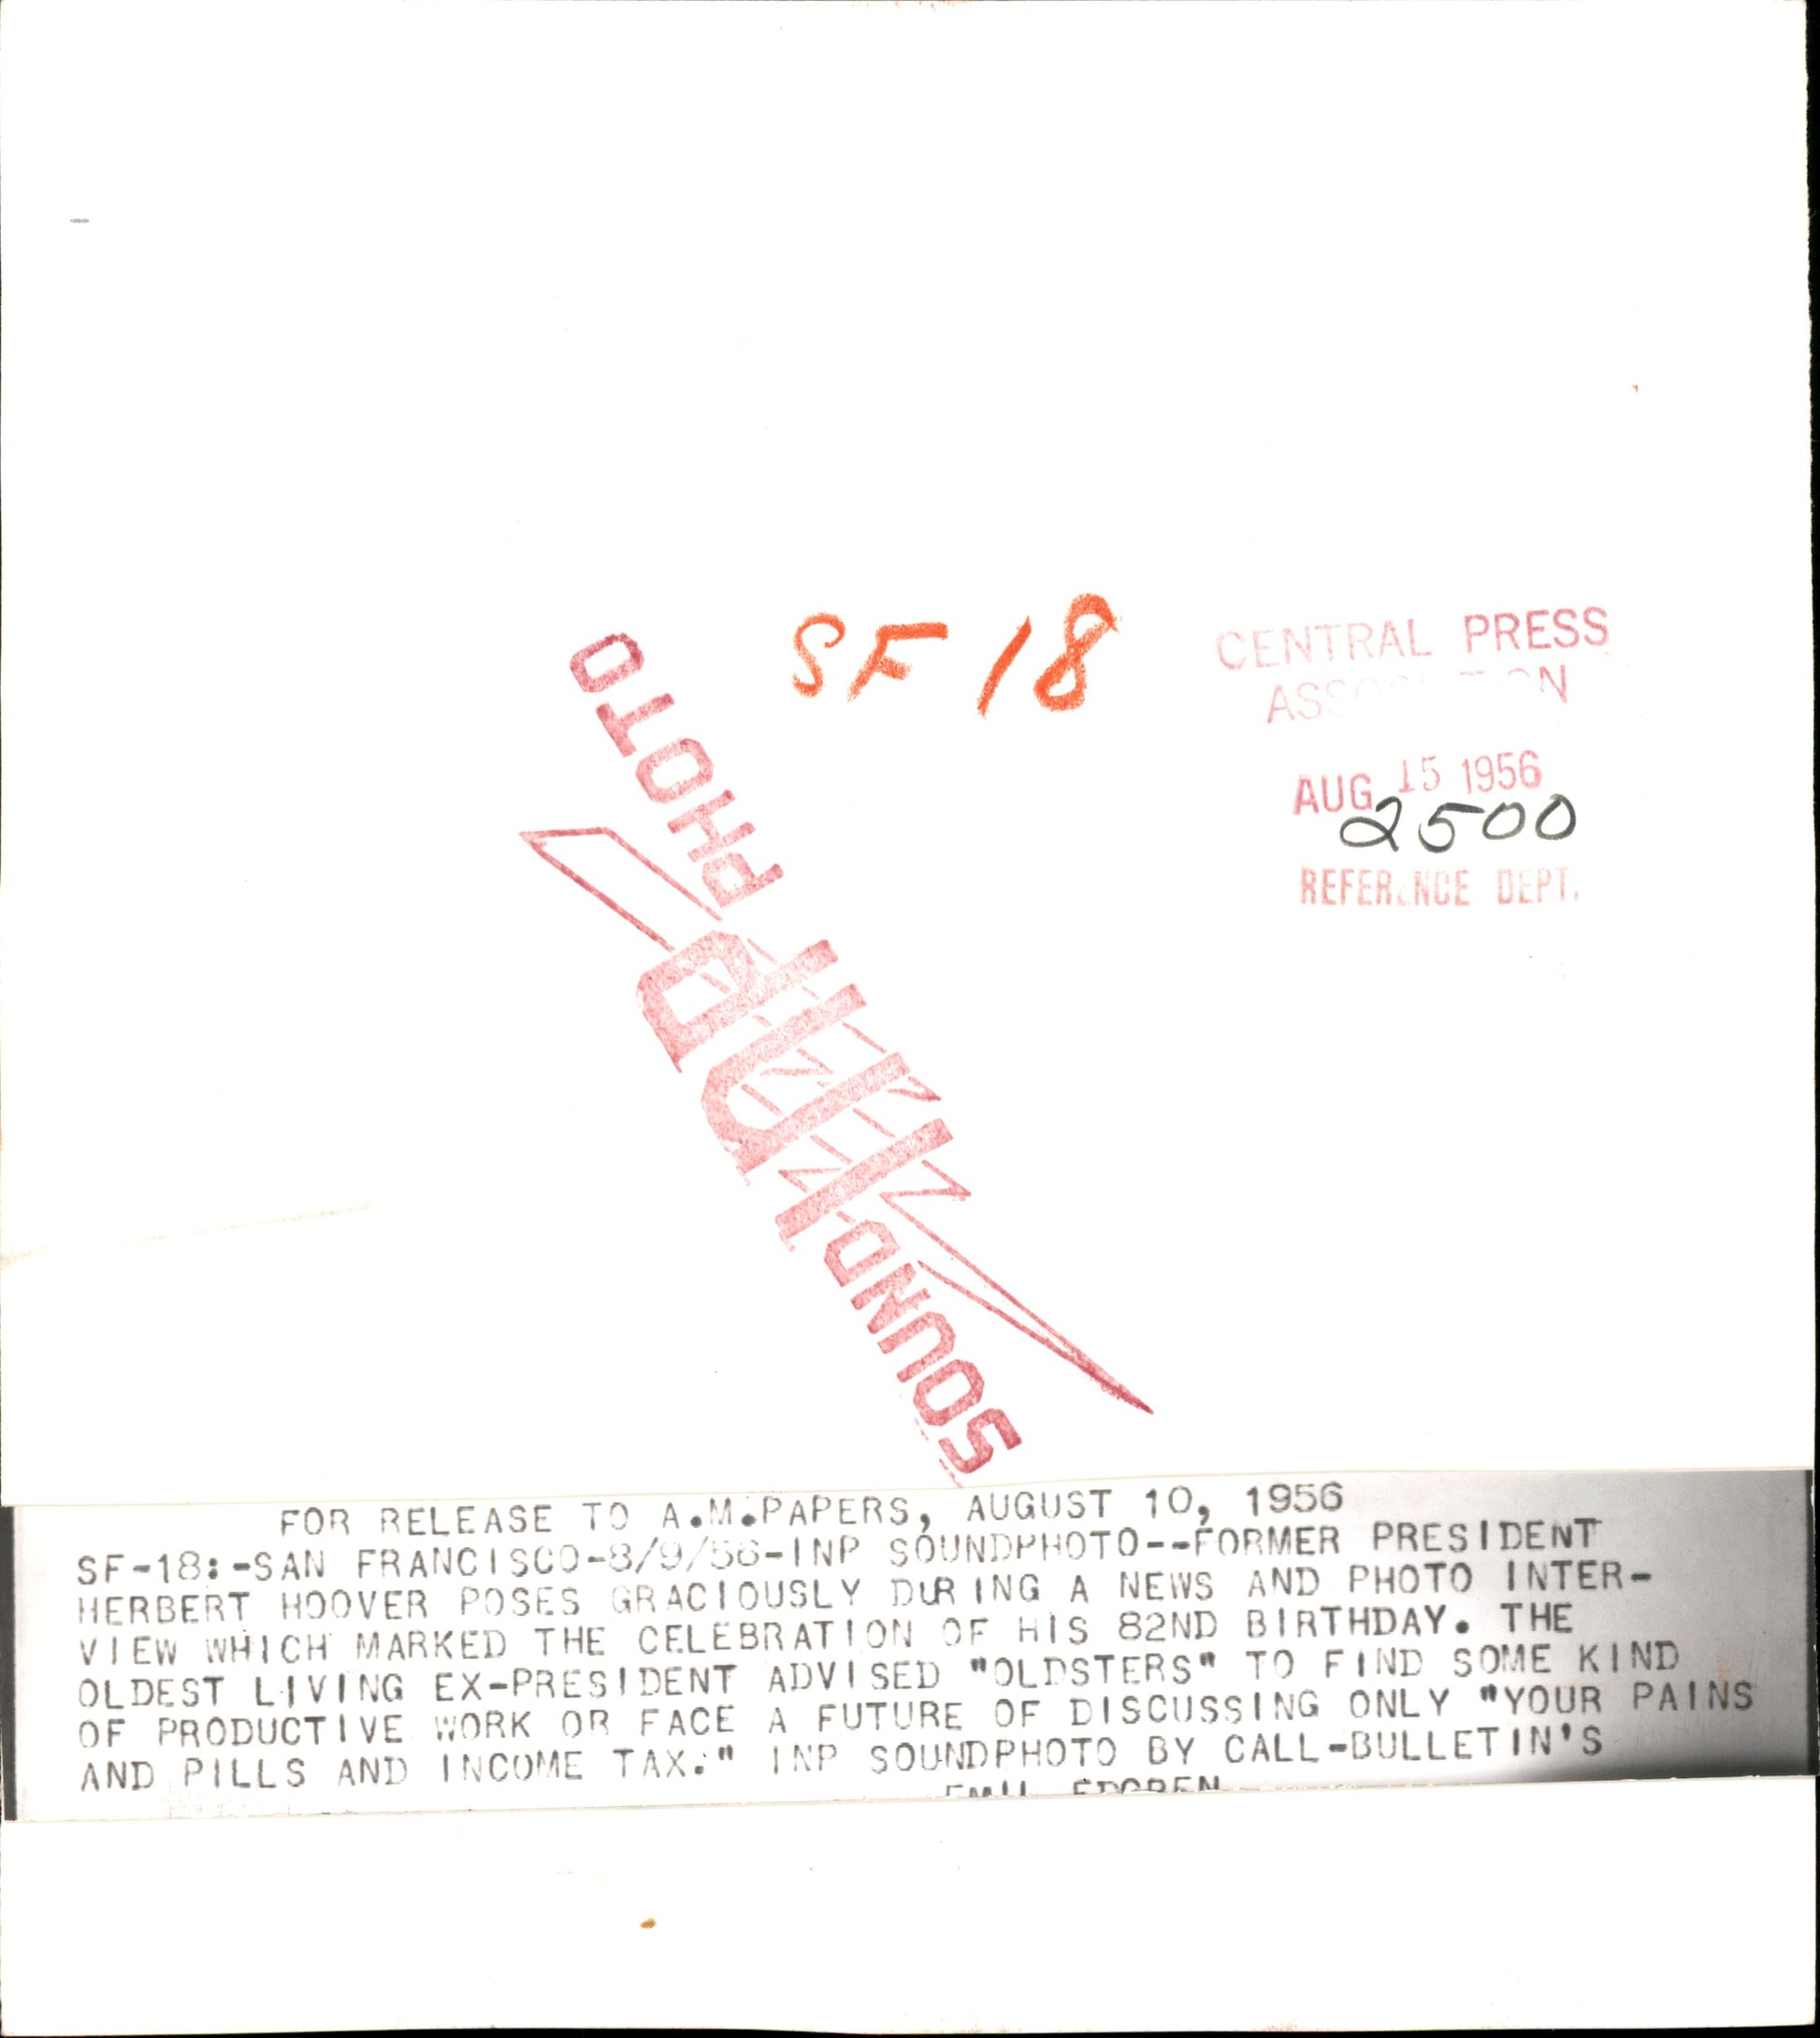 SF 18
CENTRAL PRESS
ASSOCIATION
AUG 15 1956
2500
REFERENCE DEPT.
INP
SOUNDPHOTO
FOR RELEASE TO A.M.PAPERS, AUGUST 10, 1956
SF-18:-SAN FRANCISCO-8/9/56-INP SOUNDPHOTO--FORMER PRESIDENT
HERBERT HOOVER POSES GRACIOUSLY DURING A NEWS AND PHOTO INTER-
VIEW WHICH MARKED THE CELEBRATION OF HIS 82ND BIRTHDAY. THE
OLDEST LIVING EX-PRESIDENT ADVISED "OLDSTERS" TO FIND SOME KIND
OF PRODUCTIVE WORK OR FACE A FUTURE OF DISCUSSING ONLY "YOUR PAINS
AND PILLS AND INCOME TAX." INP SOUNDPHOTO BY CALL-BULLETIN'S
EMIL EDGREN